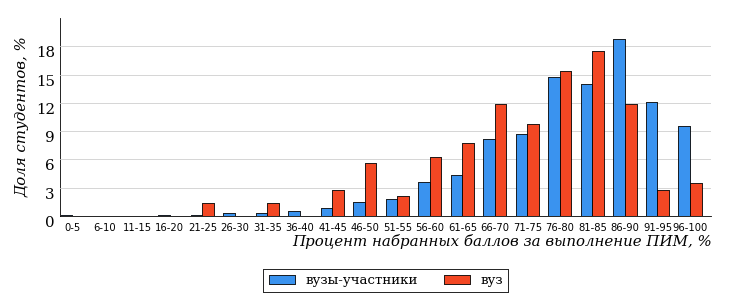 Доля студентов, %
18
15
12
9
6
3
0
0-5 6-10 11-15 16-20 21-25 26-30 31-35 36-40 41-45 46-50 51-55 56-60 61-65 66-70 71-75 76-80 81-85 86-90 91-95 96-100
Процент набранных баллов за выполнение ПИМ, %
вузы-участники вуз